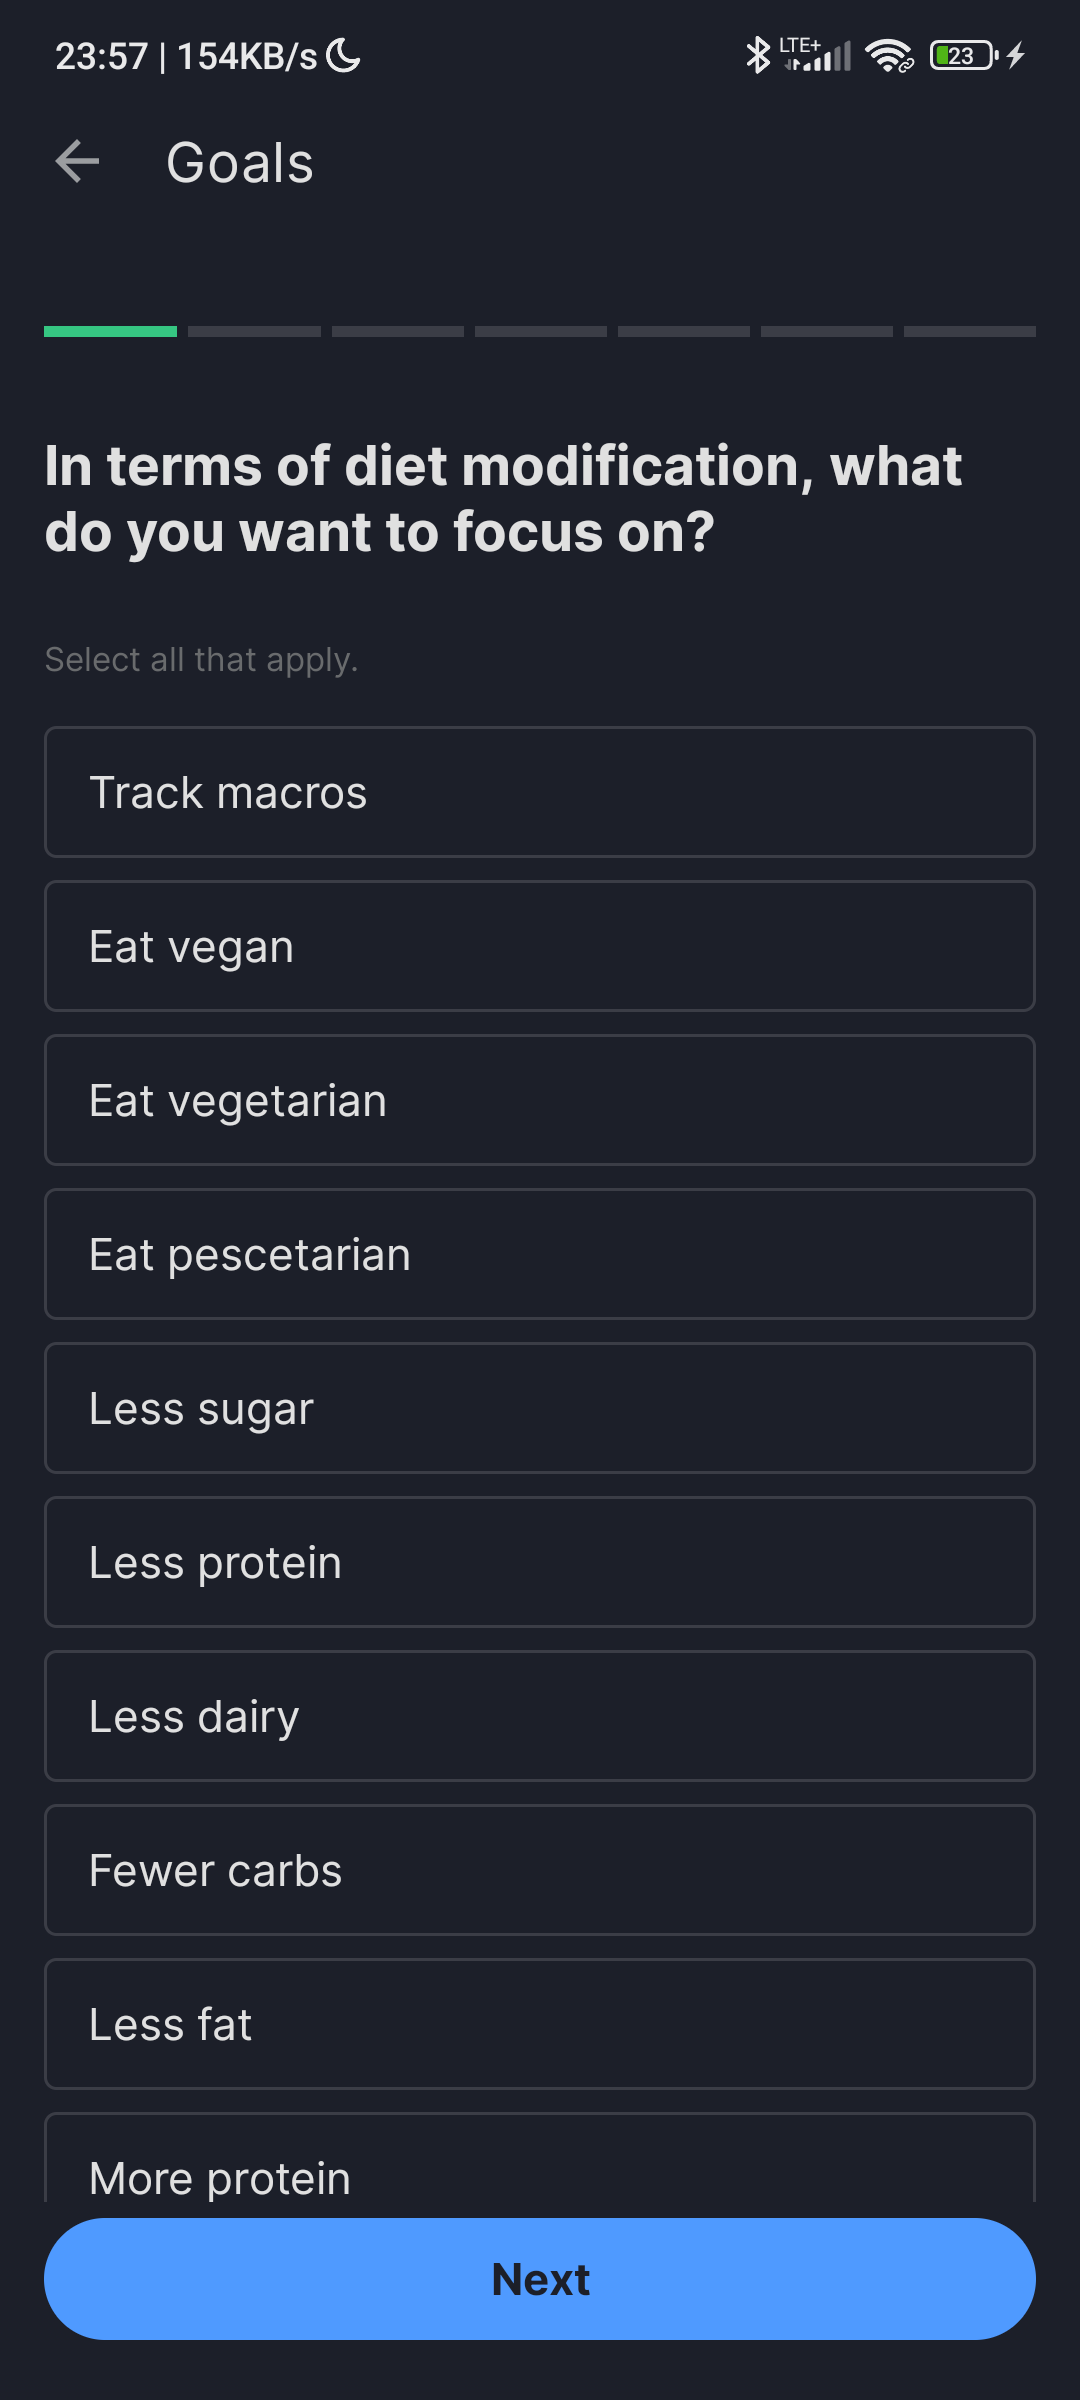 23:57 | 154KB/s
LTE+
23
Goals
In terms of diet modification, what
do you want to focus on?
Select all that apply.
Track macros
Eat vegan
Eat vegetarian
Eat pescetarian
Less sugar
Less protein
Less dairy
Fewer carbs
Less fat
More protein
Next